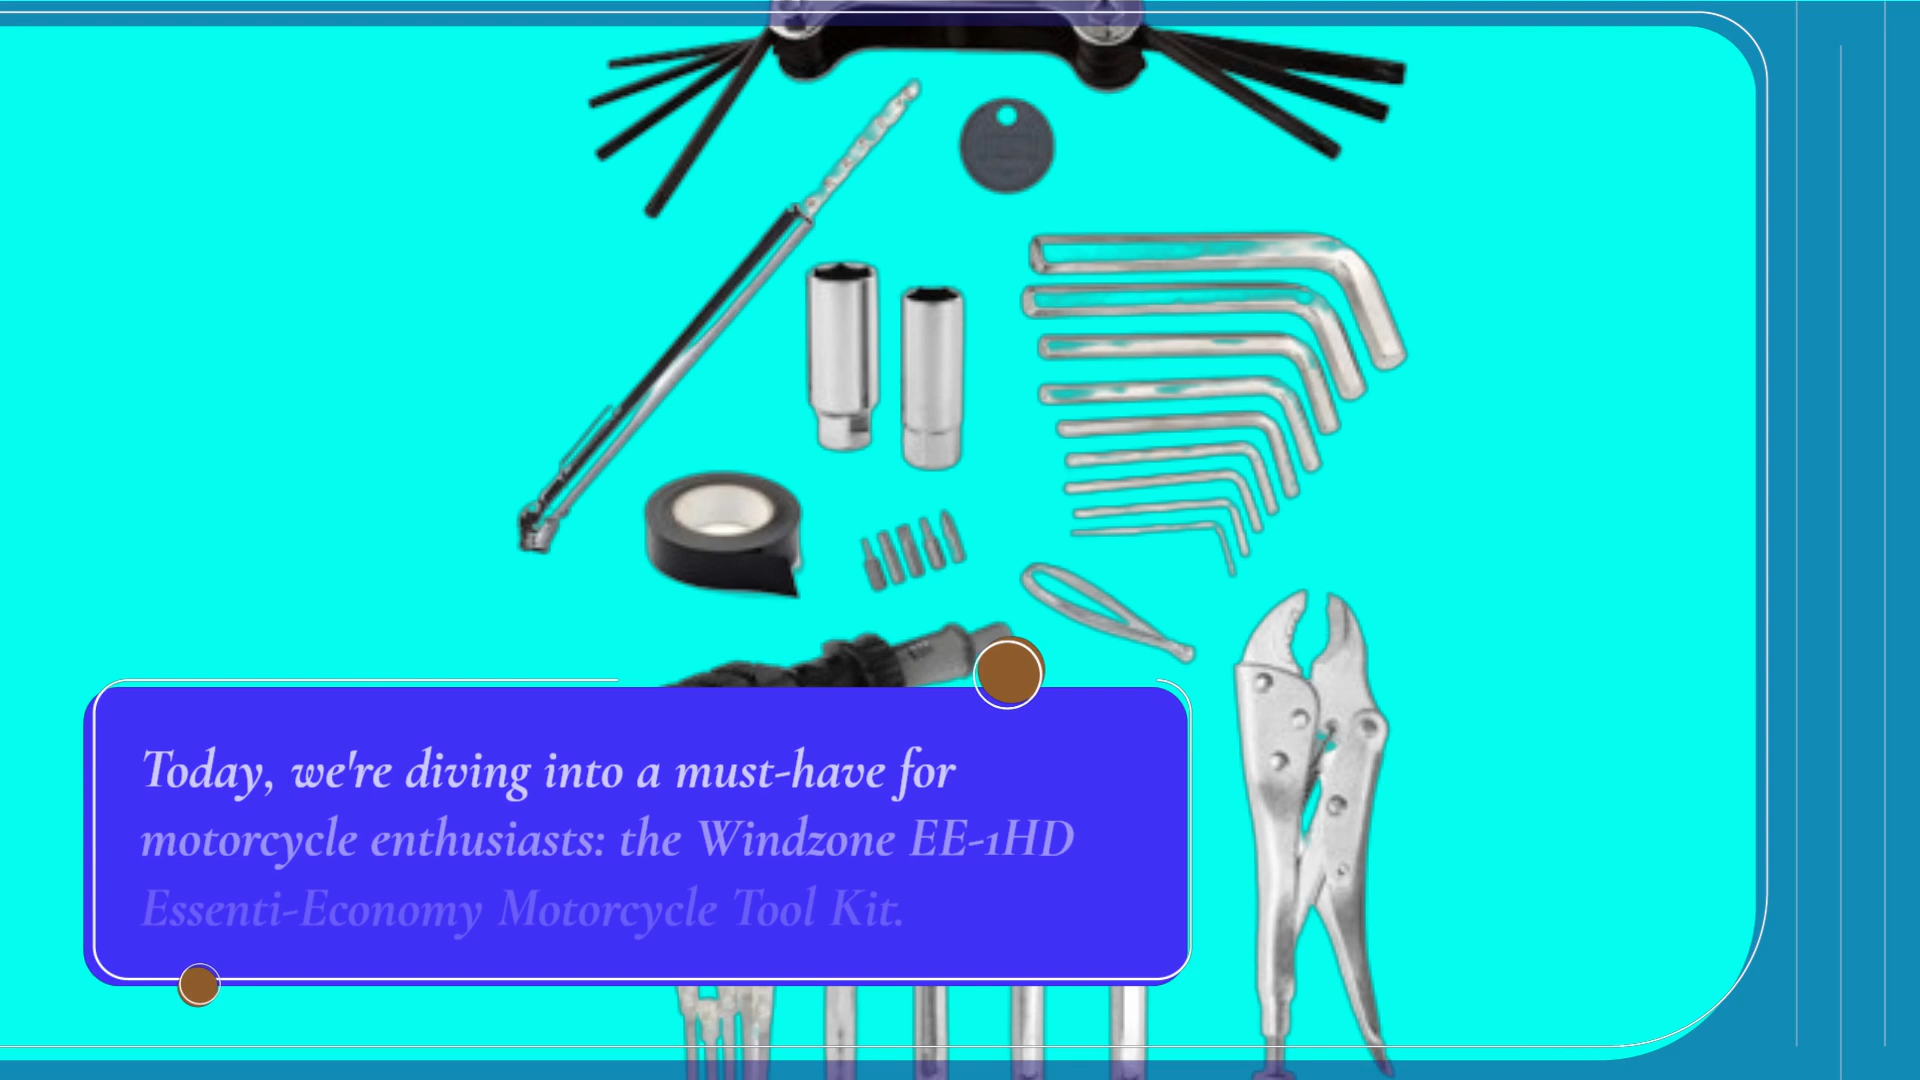 Today, we're diving into a must-have for
motorcycle enthusiasts: the Windzone EE-1HD
Essenti-Economy Motorcycle Tool Kit.